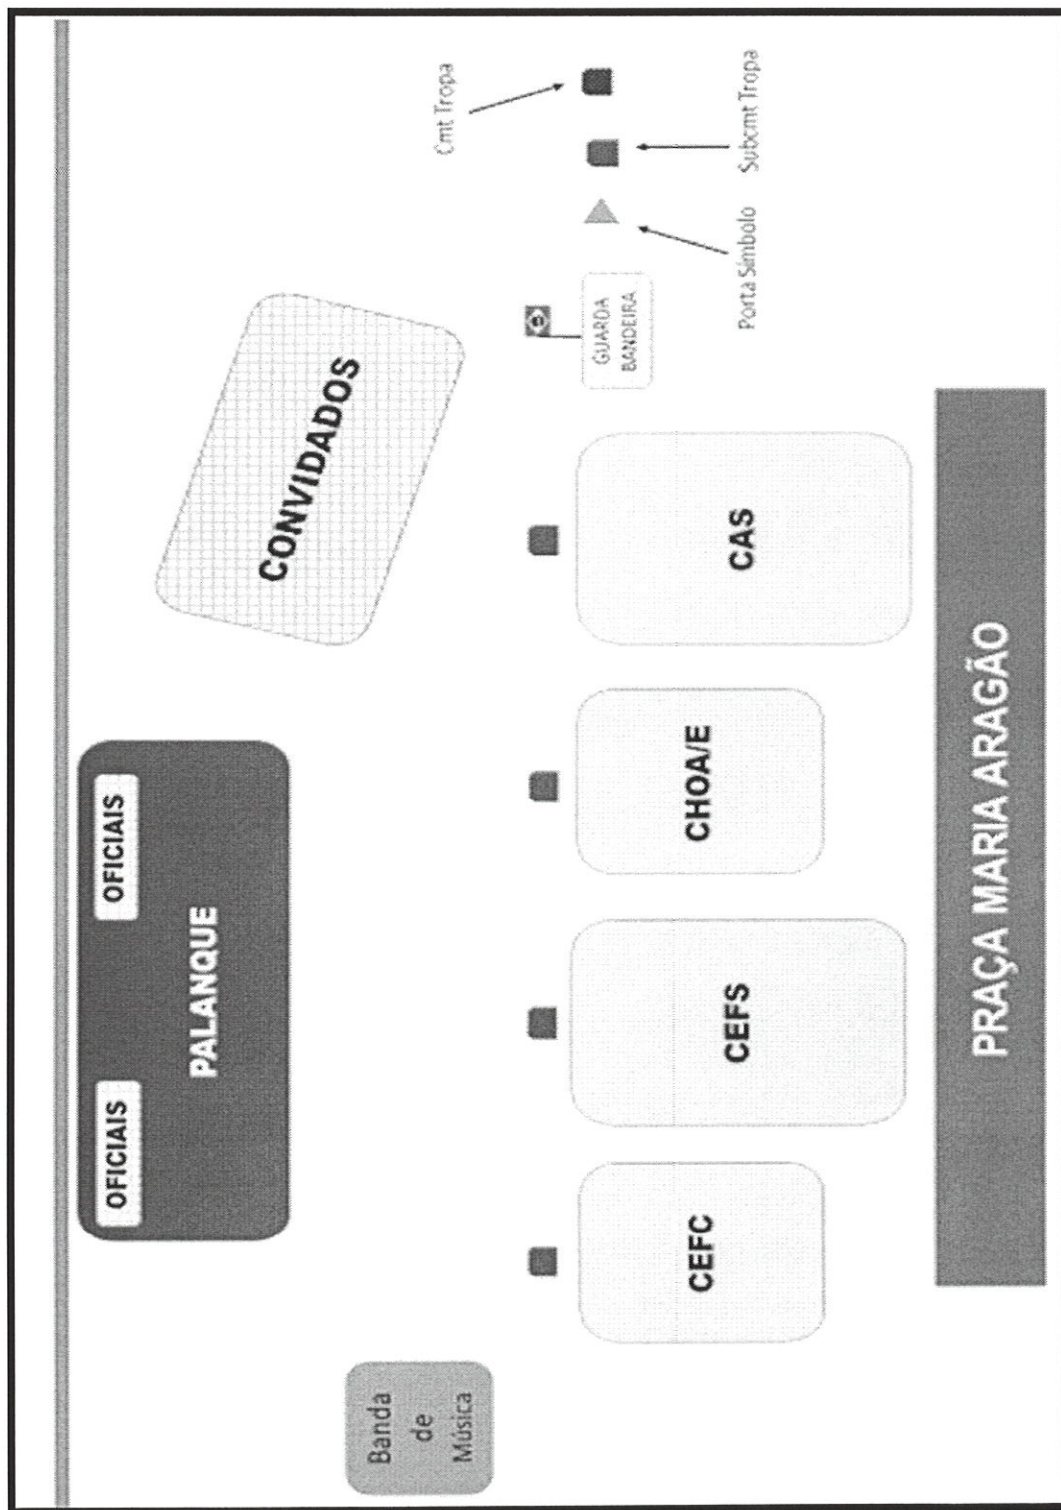 OFICIAIS
OFICIAIS
PALANQUE
CONVIDADOS
Cmt Tropa
Banda
de
Música
CEFC
CEFS
CHOA/E
CAS
GUARDA
BANDEIRA
Porta Símbolo
Subcmt Tropa
PRAÇA MARIA ARAGÃO